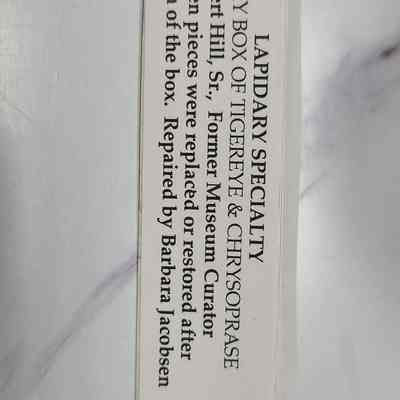 LAPIDARY SPECIALTY
Y BOX OF TIGEREYE & CHRYSOPRASE
ert Hill, Sr., Former Museum Curator
en pieces were replaced or restored after
of the box. Repaired by Barbara Jacobsen